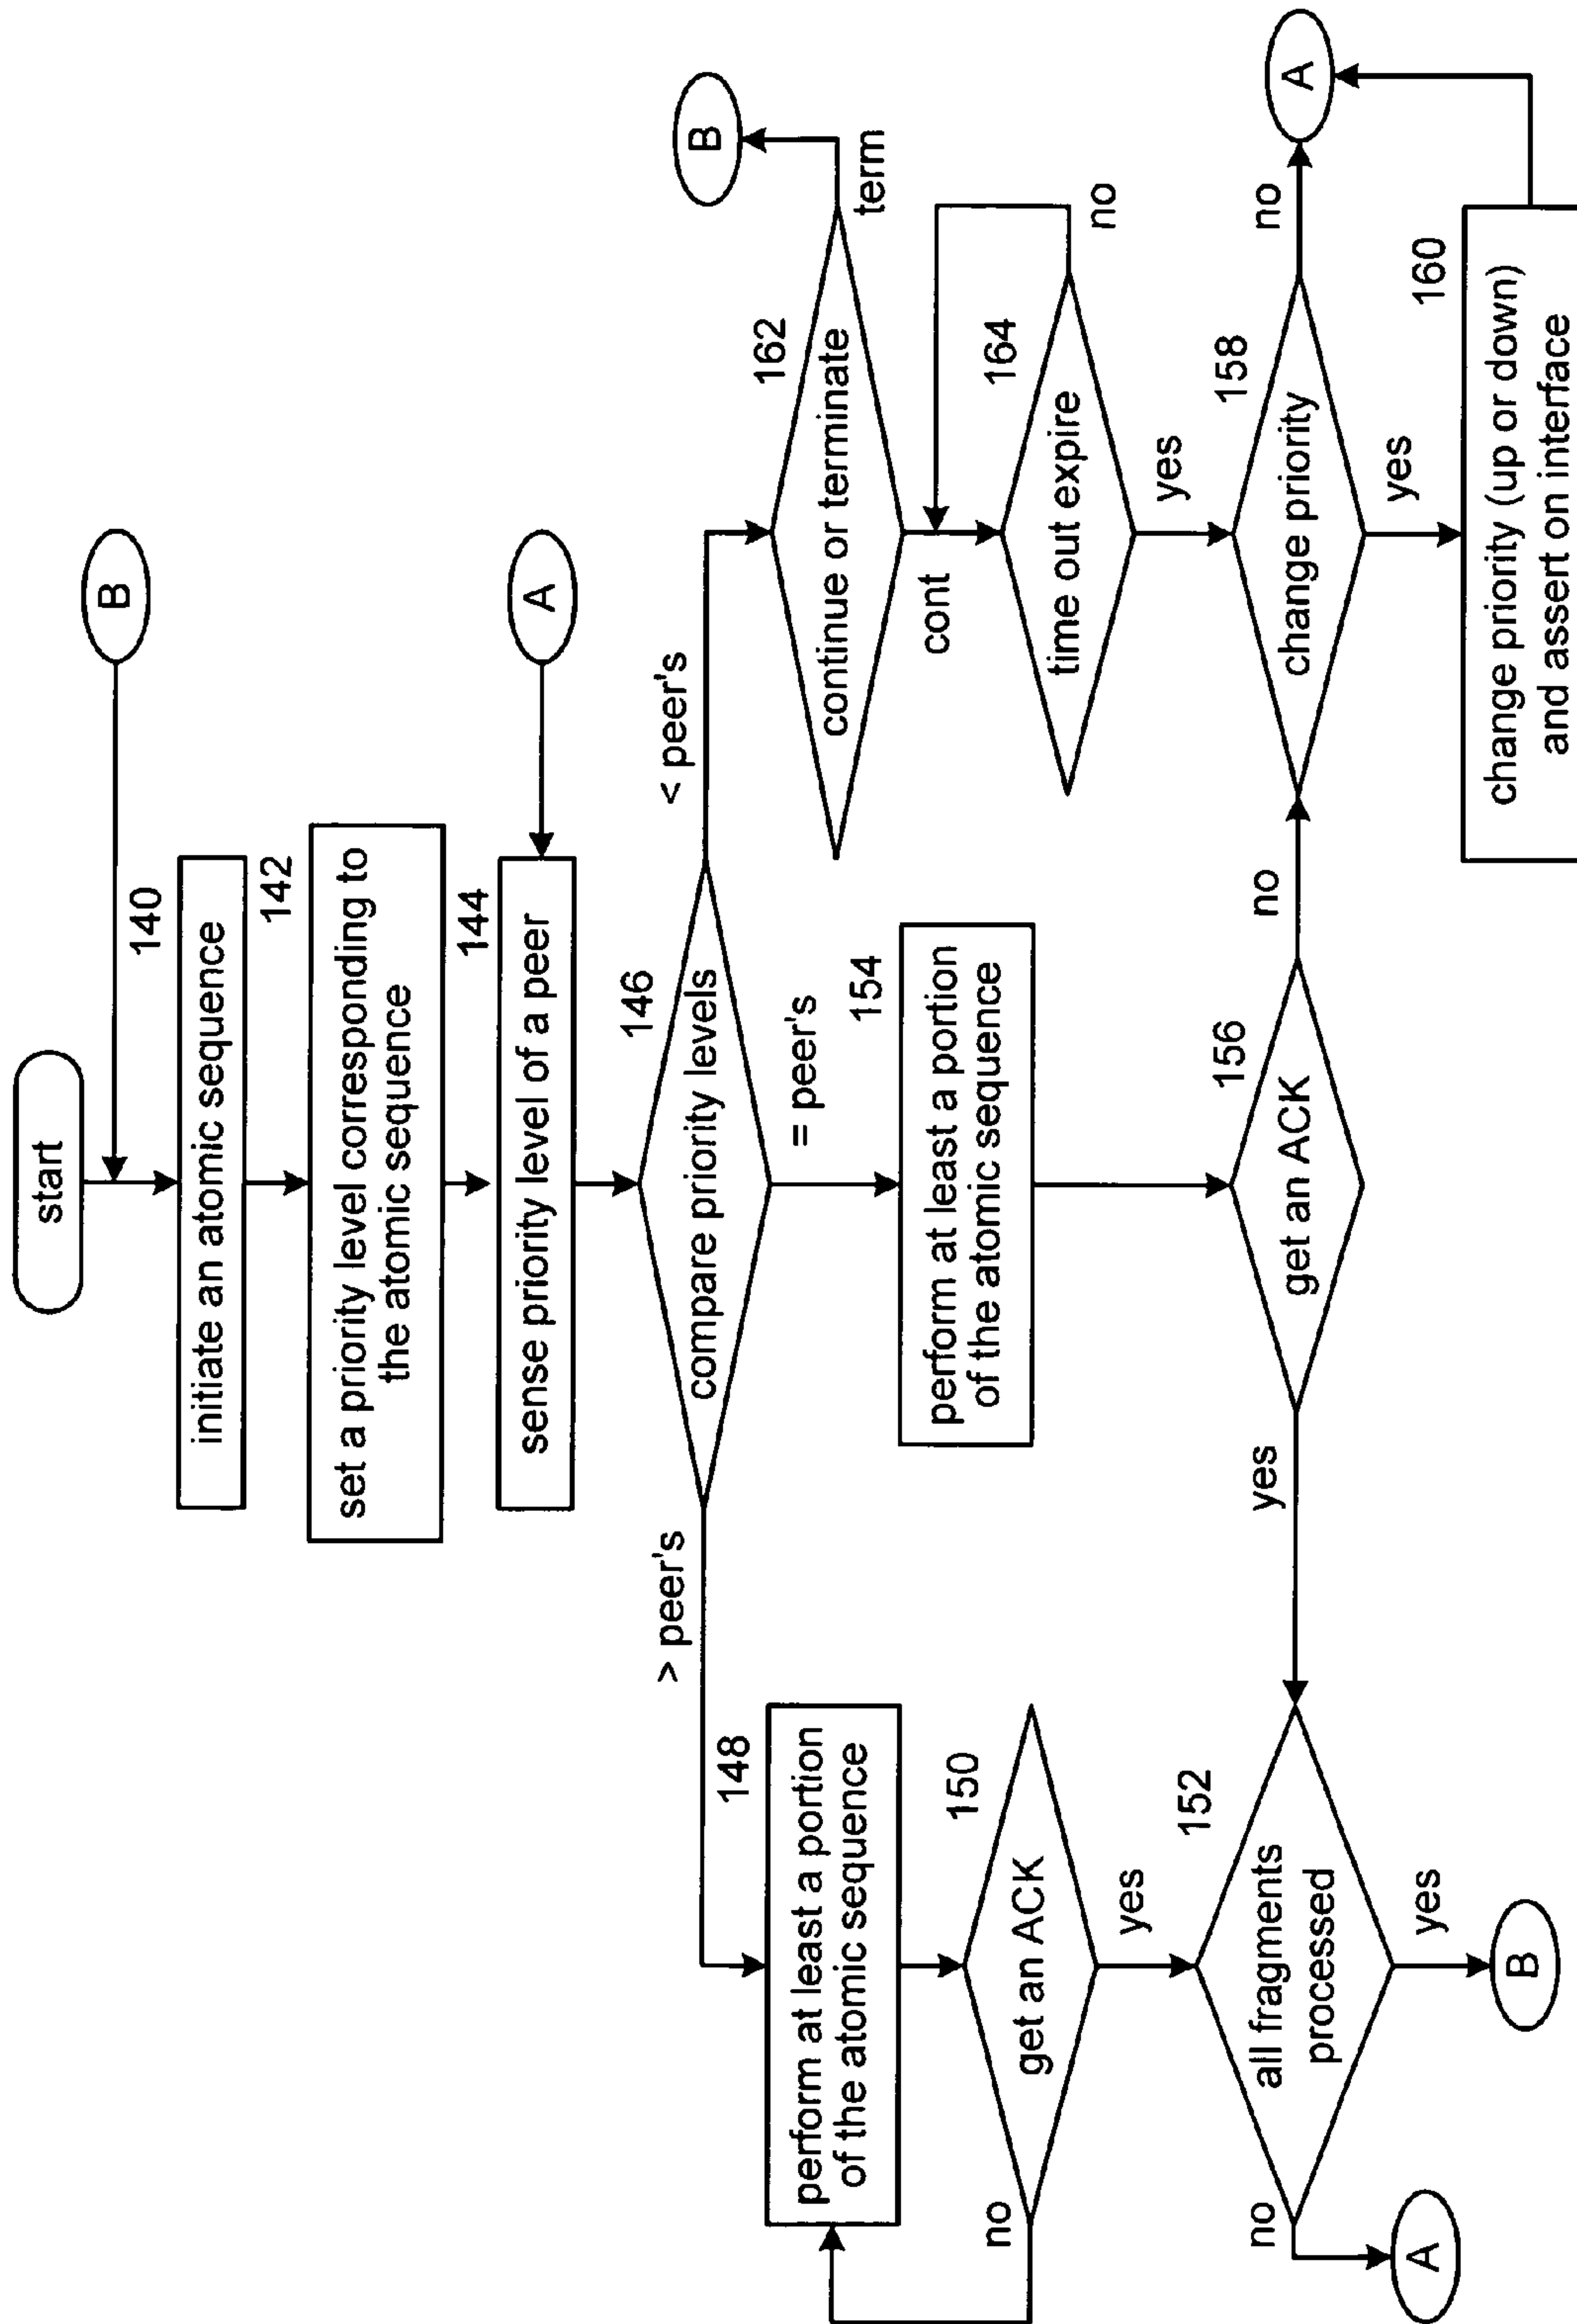 start
B
140
initiate an atomic sequence
142
set a priority level corresponding to
the atomic sequence
144
sense priority level of a peer
A
146
compare priority levels
> peer's
= peer's
< peer's
148
perform at least a portion
of the atomic sequence
150
get an ACK
no
yes
152
all fragments
processed
no
A
yes
B
154
perform at least a portion
of the atomic sequence
156
get an ACK
yes
no
162
continue or terminate
term
B
cont
164
time out expire
no
yes
158
change priority
no
A
yes
160
change priority (up or down)
and assert on interface